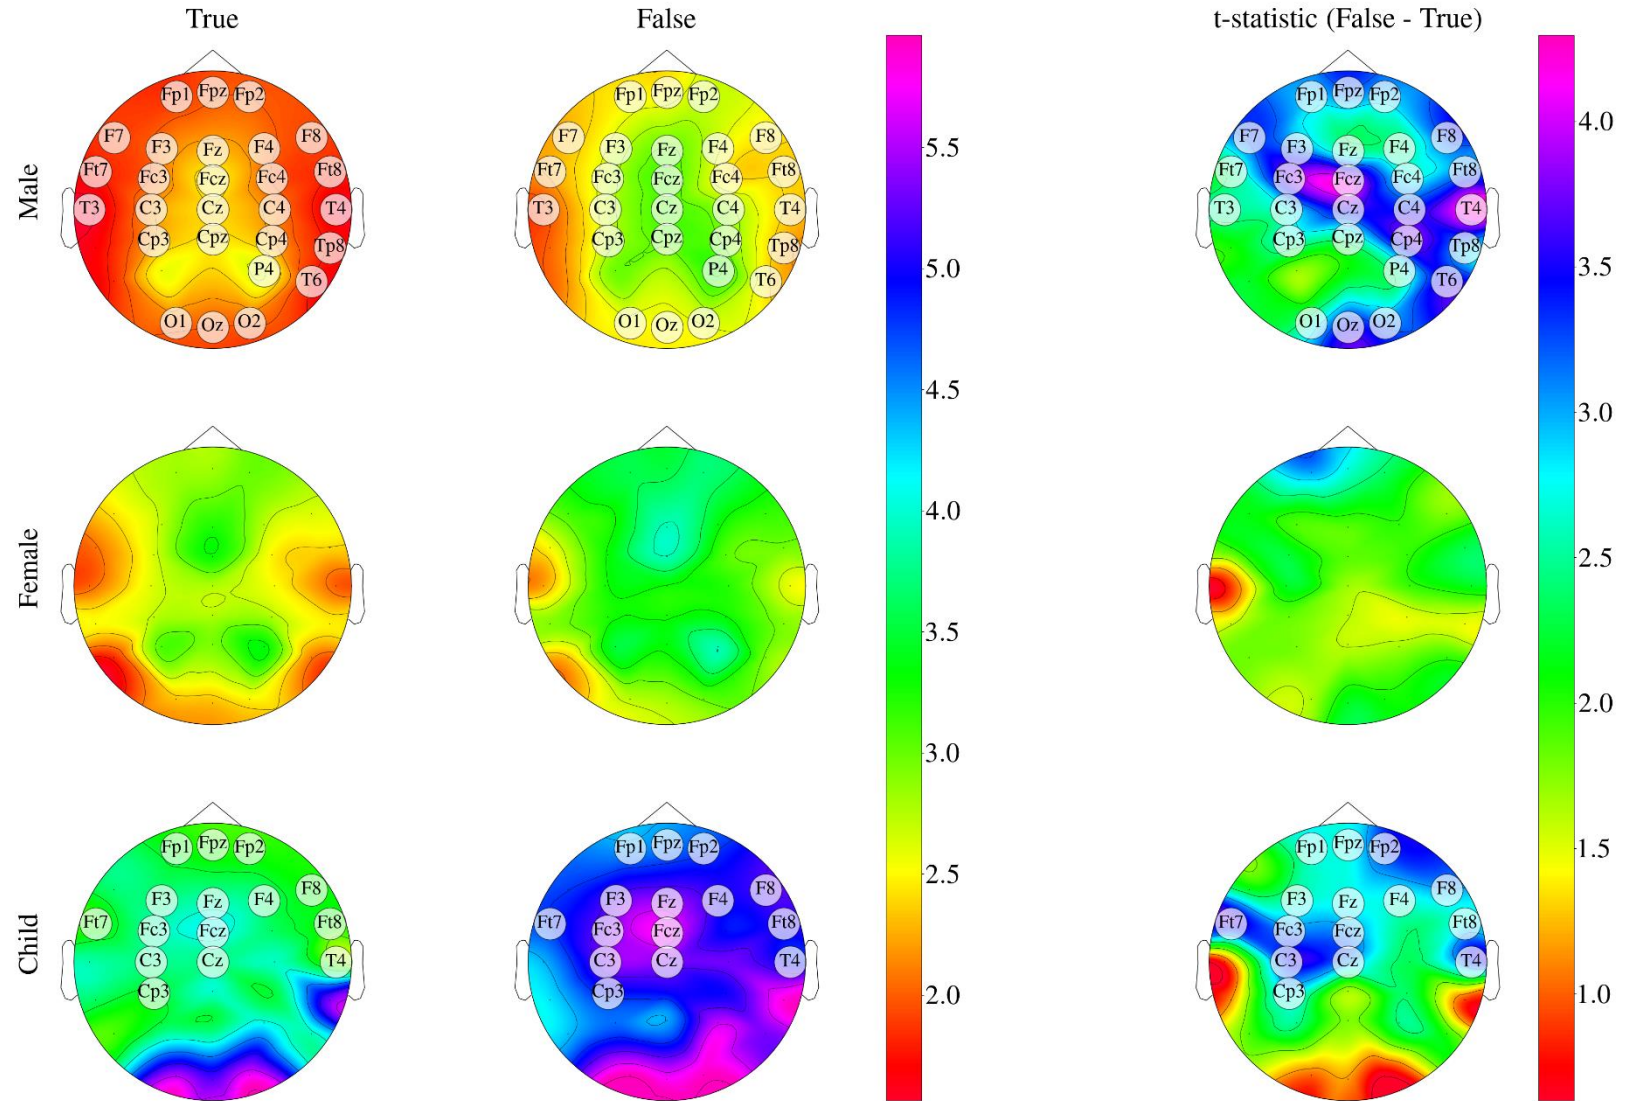 True False t-statistic (False - True)
Male
Fp1 Fpz Fp2
F7 F3 Fz F4 F8
Ft7 Fc3 Fcz Fc4 Ft8
T3 C3 Cz C4 T4
Cp3 Cpz Cp4 Tp8
P4 T6
O1 Oz O2
Fp1 Fpz Fp2
F7 F3 Fz F4 F8
Ft7 Fc3 Fcz Fc4 Ft8
T3 C3 Cz C4 T4
Cp3 Cpz Cp4 Tp8
P4 T6
O1 Oz O2
5.5
5.0
4.5
4.0
3.5
3.0
2.5
2.0
Fp1 Fpz Fp2
F7 F3 Fz F4 F8
Ft7 Fc3 Fcz Fc4 Ft8
T3 C3 Cz C4 T4
Cp3 Cpz Cp4 Tp8
P4 T6
O1 Oz O2
4.0
3.5
3.0
2.5
2.0
1.5
1.0
Female
Child
Fp1 Fpz Fp2
F3 Fz F4 F8
Ft7 Fc3 Fcz Ft8
C3 Cz T4
Cp3
Fp1 Fpz Fp2
F3 Fz F4 F8
Ft7 Fc3 Fcz Ft8
C3 Cz T4
Cp3
Fp1 Fpz Fp2
F3 Fz F4 F8
Ft7 Fc3 Fcz Ft8
C3 Cz T4
Cp3